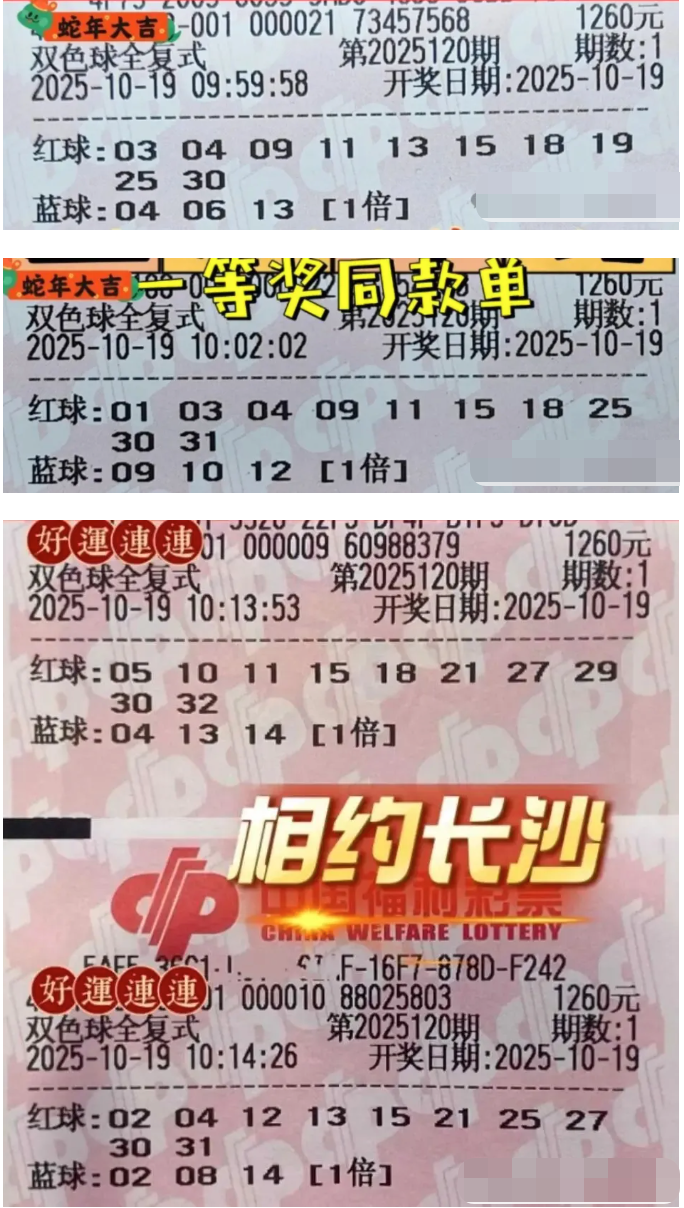 蛇年大吉
-001 000021 73457568 1260元
双色球全复式 第2025120期 期数:1
2025-10-19 09:59:58 开奖日期:2025-10-19
红球:03 04 09 11 13 15 18 19
25 30
蓝球:04 06 13 [1倍]
一等奖同款单
蛇年大吉
1260元
双色球全复式 第2025120期 期数:1
2025-10-19 10:02:02 开奖日期:2025-10-19
红球:01 03 04 09 11 15 18 25
30 31
蓝球:09 10 12 [1倍]
好運連連
01 000009 60988379 1260元
双色球全复式 第2025120期 期数:1
2025-10-19 10:13:53 开奖日期:2025-10-19
红球:05 10 11 15 18 21 27 29
30 32
蓝球:04 13 14 [1倍]
相约长沙
中国福利彩票
CHINA WELFARE LOTTERY
F-16F7-878D-F242
好運連連
01 000010 88025803 1260元
双色球全复式 第2025120期 期数:1
2025-10-19 10:14:26 开奖日期:2025-10-19
红球:02 04 12 13 15 21 25 27
30 31
蓝球:02 08 14 [1倍]